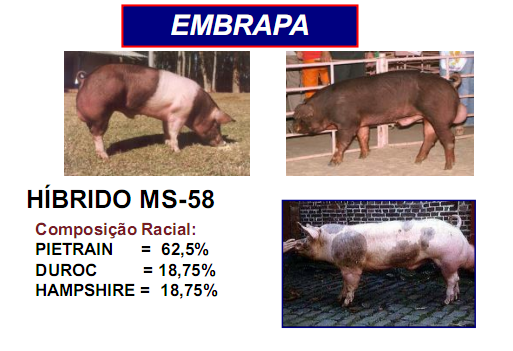 EMBRAPA
HÍBRIDO MS-58
Composição Racial:
PIETRAIN = 62,5%
DUROC = 18,75%
HAMPSHIRE = 18,75%